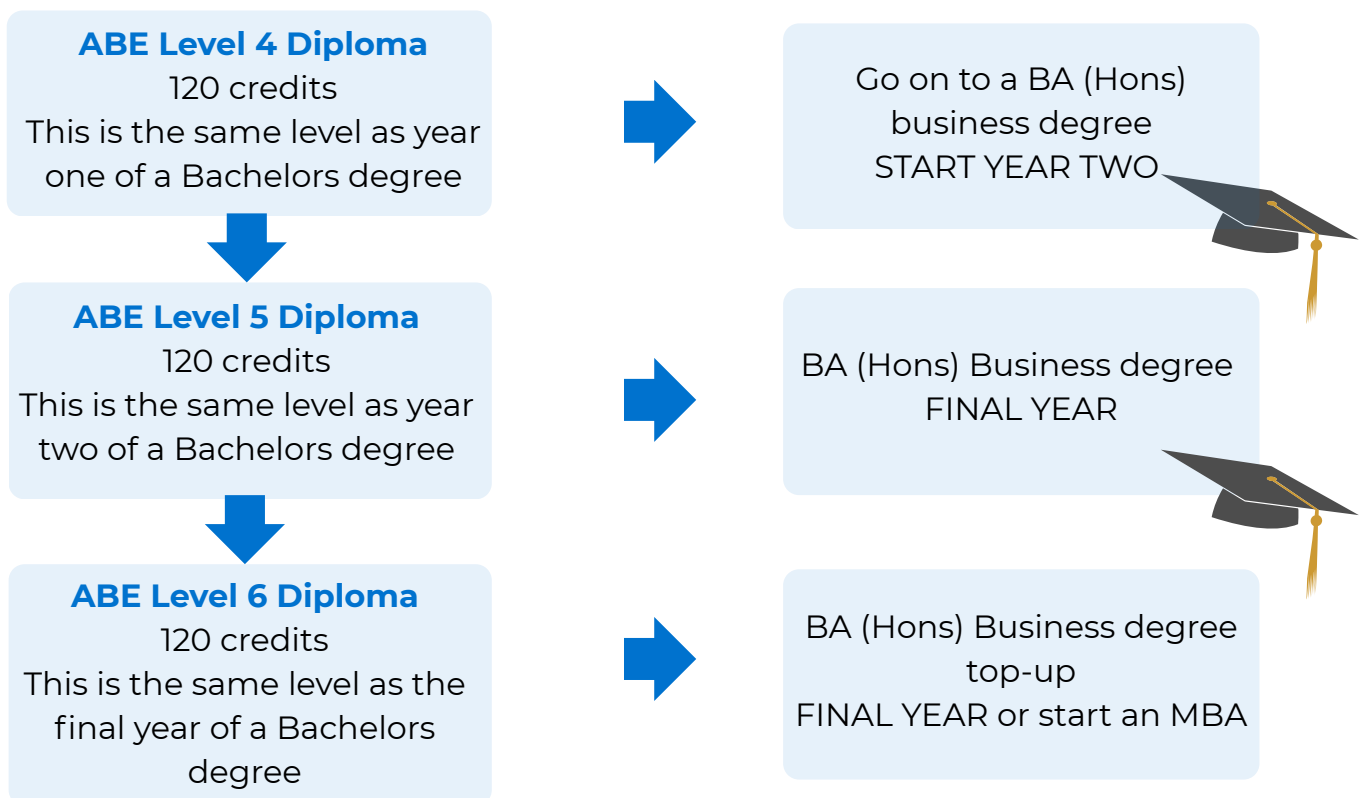 ABE Level 4 Diploma
120 credits
This is the same level as year
one of a Bachelors degree
Go on to a BA (Hons)
business degree
START YEAR TWO
ABE Level 5 Diploma
120 credits
This is the same level as year
two of a Bachelors degree
BA (Hons) Business degree
FINAL YEAR
ABE Level 6 Diploma
120 credits
This is the same level as the
final year of a Bachelors
degree
BA (Hons) Business degree
top-up
FINAL YEAR or start an MBA